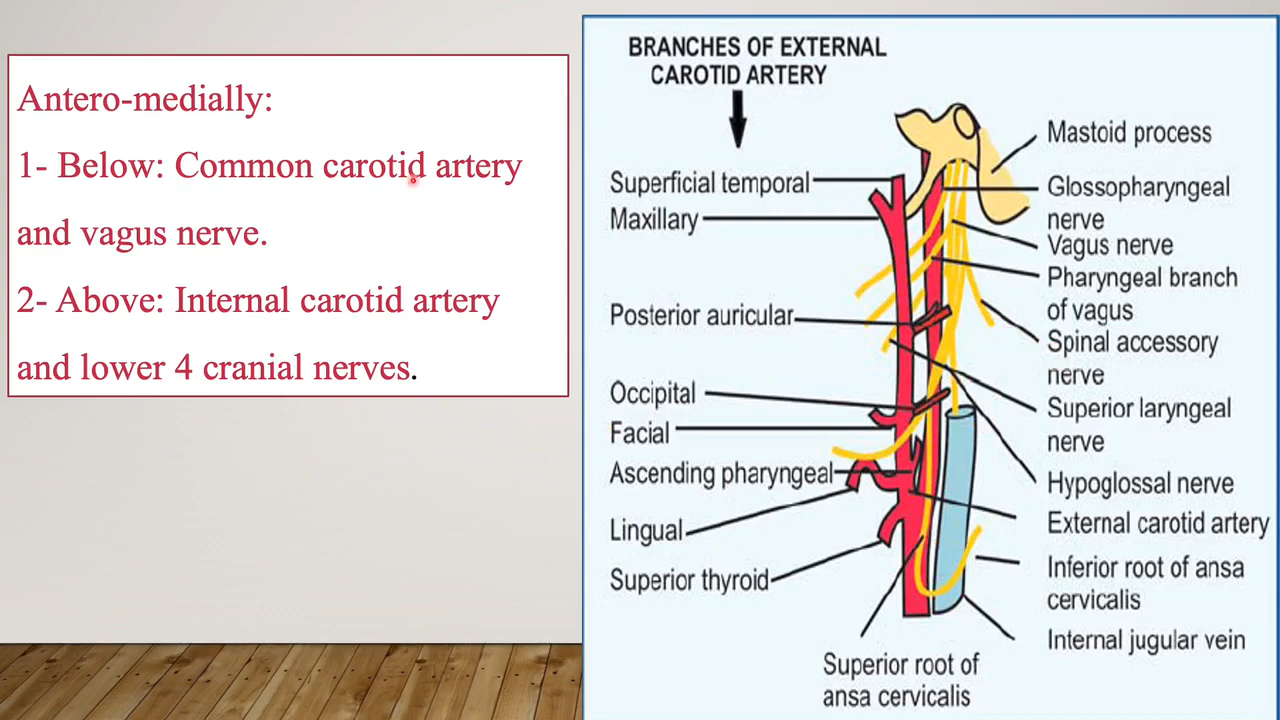 Antero-medially:
1- Below: Common carotid artery
and vagus nerve.
2- Above: Internal carotid artery
and lower 4 cranial nerves.
BRANCHES OF EXTERNAL
CAROTID ARTERY
Superficial temporal
Maxillary
Posterior auricular
Occipital
Facial
Ascending pharyngeal
Lingual
Superior thyroid
Superior root of
ansa cervicalis
Mastoid process
Glossopharyngeal
nerve
Vagus nerve
Pharyngeal branch
of vagus
Spinal accessory
nerve
Superior laryngeal
nerve
Hypoglossal nerve
External carotid artery
Inferior root of ansa
cervicalis
Internal jugular vein